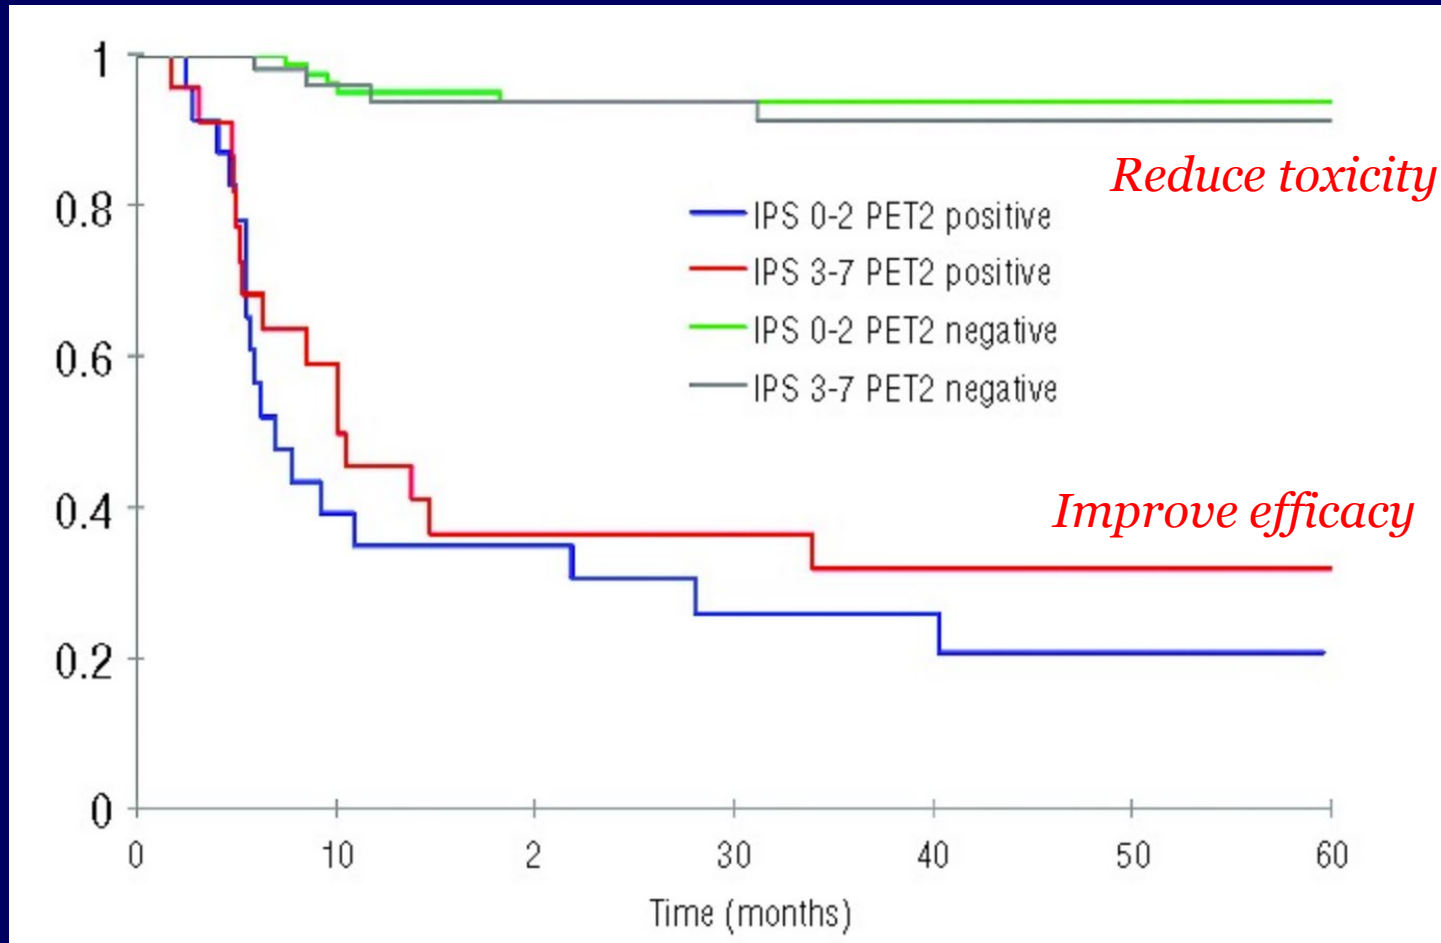 1
0.8
0.6
0.4
0.2
0
0
10
2
30
40
50
60
Time (months)
IPS 0-2 PET2 positive
IPS 3-7 PET2 positive
IPS 0-2 PET2 negative
IPS 3-7 PET2 negative
Reduce toxicity
Improve efficacy